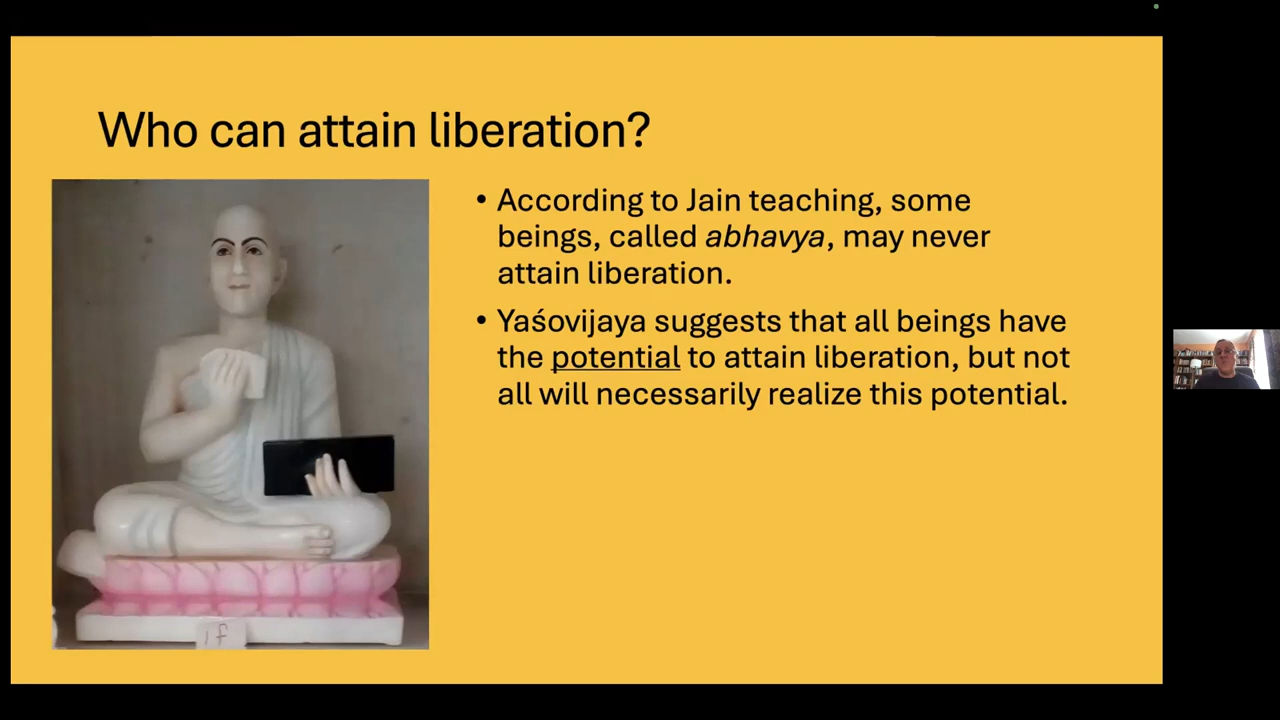 Who can attain liberation?
• According to Jain teaching, some
beings, called abhavya, may never
attain liberation.
• Yaśovijaya suggests that all beings have
the potential to attain liberation, but not
all will necessarily realize this potential.